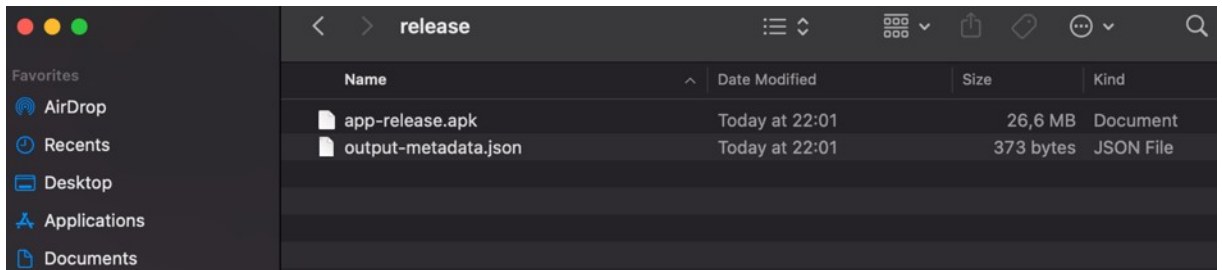 release
Favorites
AirDrop
Recents
Desktop
Applications
Documents
Name Date Modified Size Kind
app-release.apk Today at 22:01 26,6 MB Document
output-metadata.json Today at 22:01 373 bytes JSON File